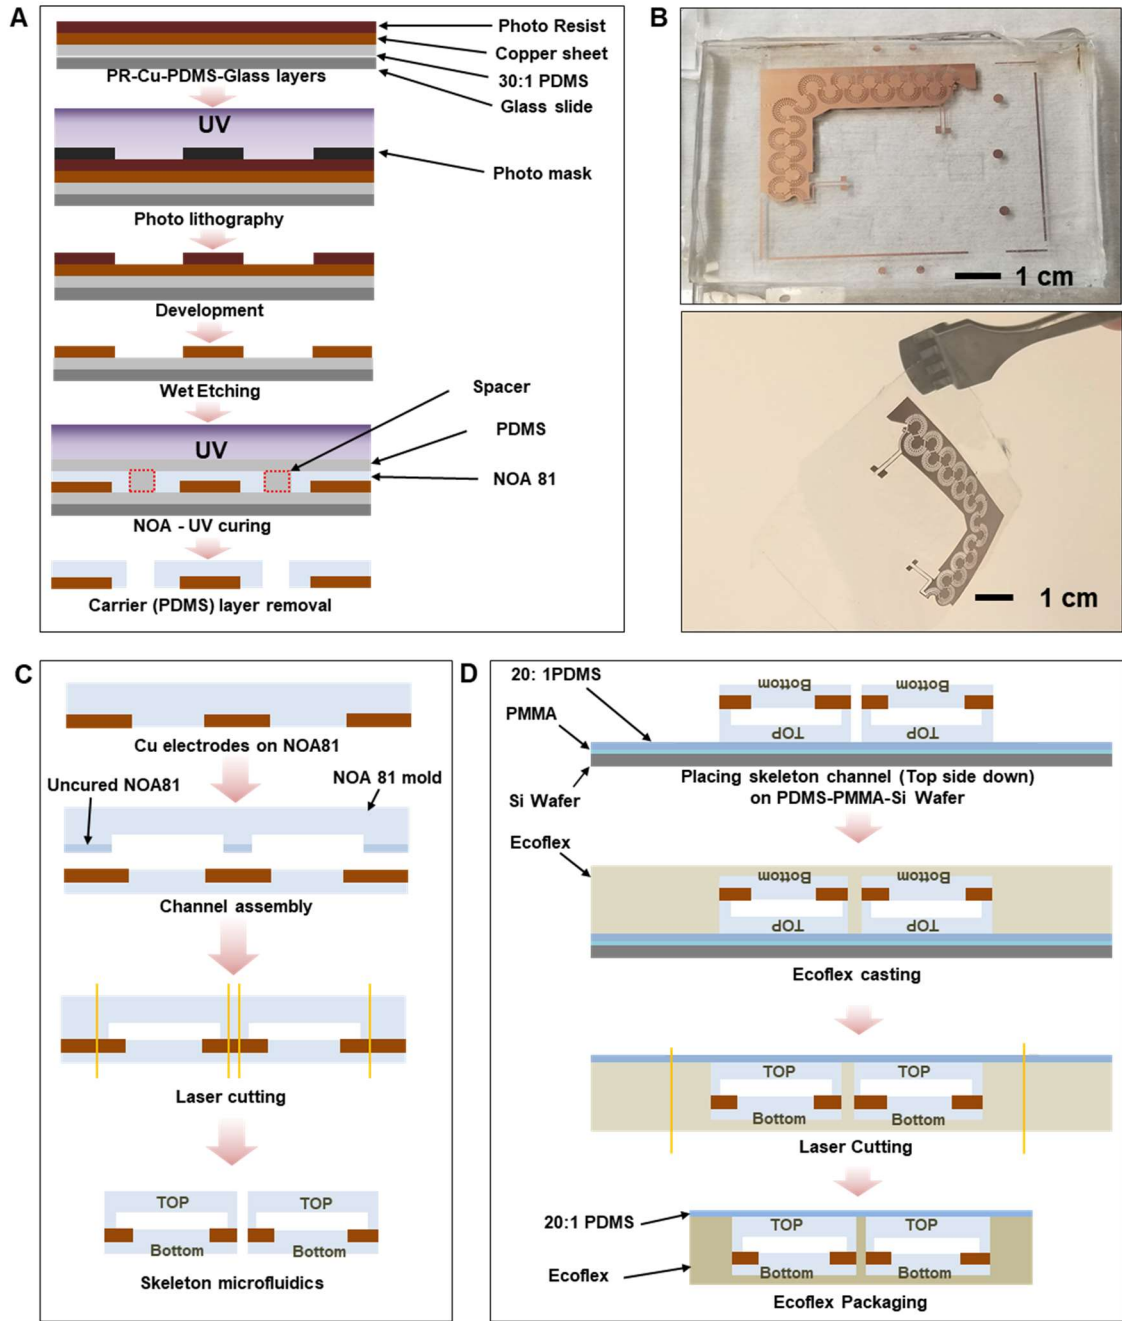 A
Photo Resist
Copper sheet
30:1 PDMS
Glass slide
PR-Cu-PDMS-Glass layers
UV
Photo mask
Photo lithography
Development
Wet Etching
Spacer
PDMS
NOA 81
UV
NOA - UV curing
Carrier (PDMS) layer removal
B
1 cm
1 cm
C
Cu electrodes on NOA81
Uncured NOA81
NOA 81 mold
Channel assembly
Laser cutting
TOP TOP
Bottom Bottom
Skeleton microfluidics
D
20: 1PDMS
PMMA
Si Wafer
Bottom Bottom
TOP TOP
Placing skeleton channel (Top side down)
on PDMS-PMMA-Si Wafer
Ecoflex
Bottom Bottom
TOP TOP
Ecoflex casting
TOP TOP
Bottom Bottom
Laser Cutting
20:1 PDMS
Ecoflex
TOP TOP
Bottom Bottom
Ecoflex Packaging